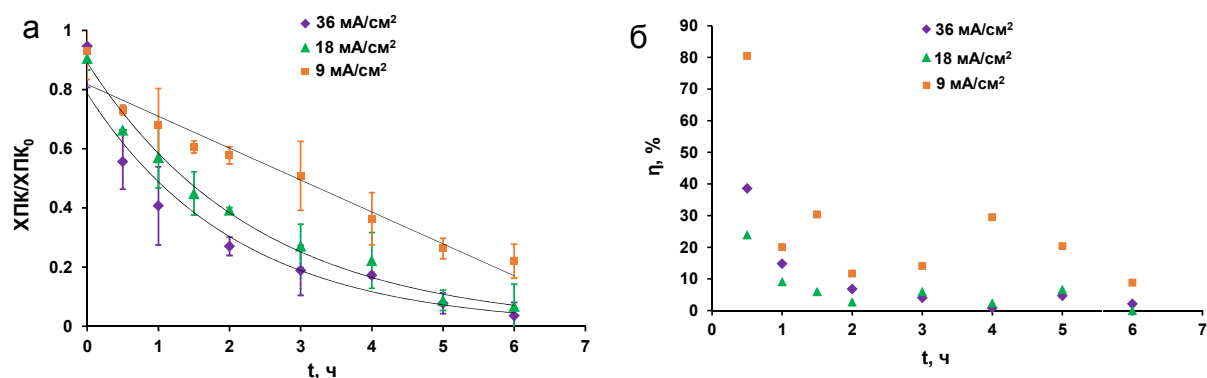 а
36 мА/см²
18 мА/см²
9 мА/см²
ХПК/ХПК₀
1
0.8
0.6
0.4
0.2
0
0 1 2 3 4 5 6 7
t, ч
б
36 мА/см²
18 мА/см²
9 мА/см²
η, %
90
80
70
60
50
40
30
20
10
0
0 1 2 3 4 5 6 7
t, ч